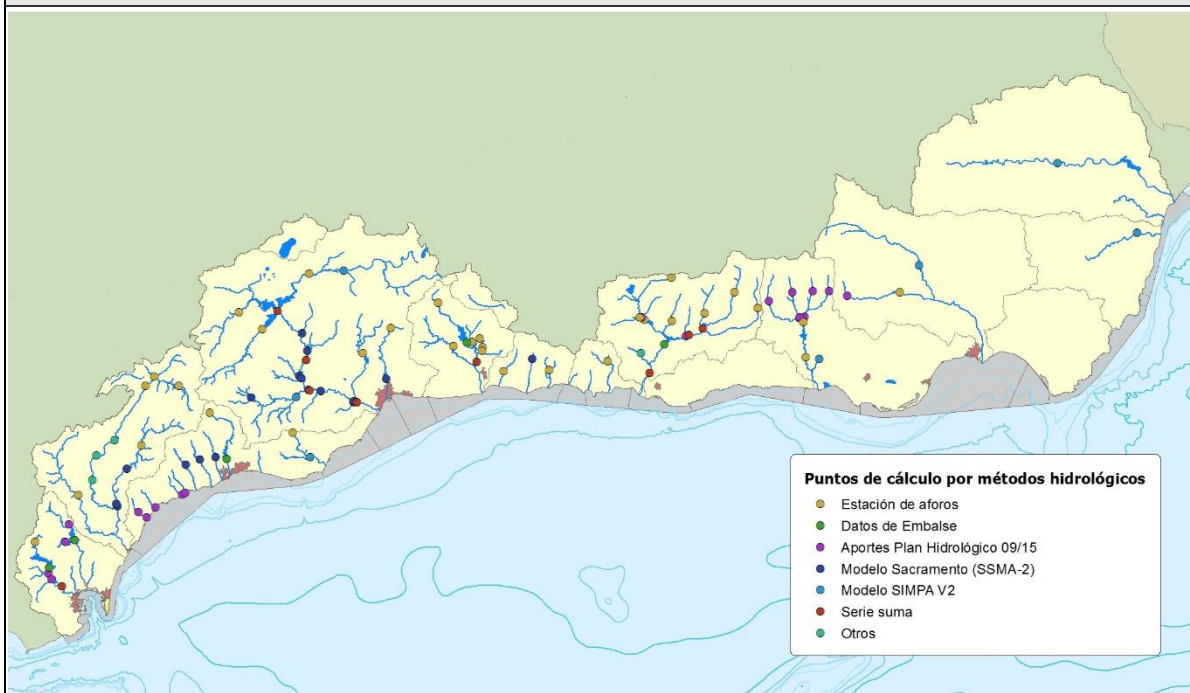 Puntos de cálculo por métodos hidrológicos
Estación de aforos
Datos de Embalse
Aportes Plan Hidrológico 09/15
Modelo Sacramento (SSMA-2)
Modelo SIMPA V2
Serie suma
Otros